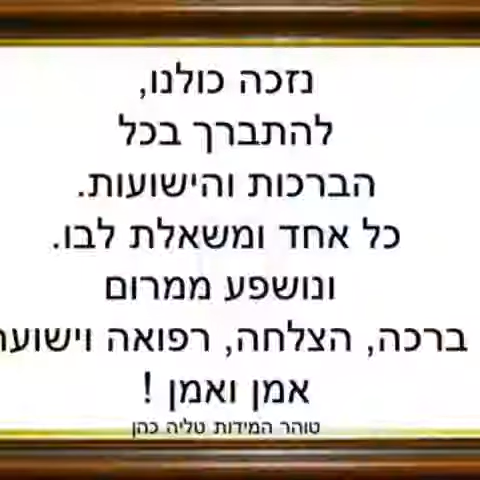 נזכה כולנו,
להתברך בכל
הברכות והישועות.
כל אחד ומשאלת לבו.
ונושפע ממרום
ברכה, הצלחה, רפואה
אמן ואמן !
טוהר המידות טליה כהן